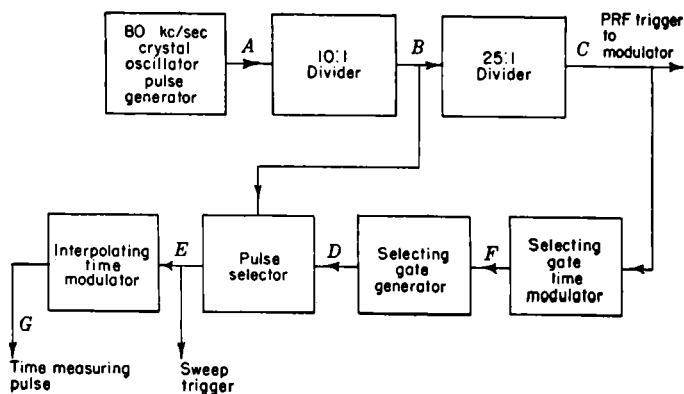 80 kc/sec
crystal
oscillator
pulse
generator
A
10:1
Divider
B
25:1
Divider
C
PRF trigger
to
modulator
Interpolating
time
modulator
E
Pulse
selector
D
Selecting
gate
generator
F
Selecting
gate
time
modulator
G
Time measuring
pulse
Sweep
trigger